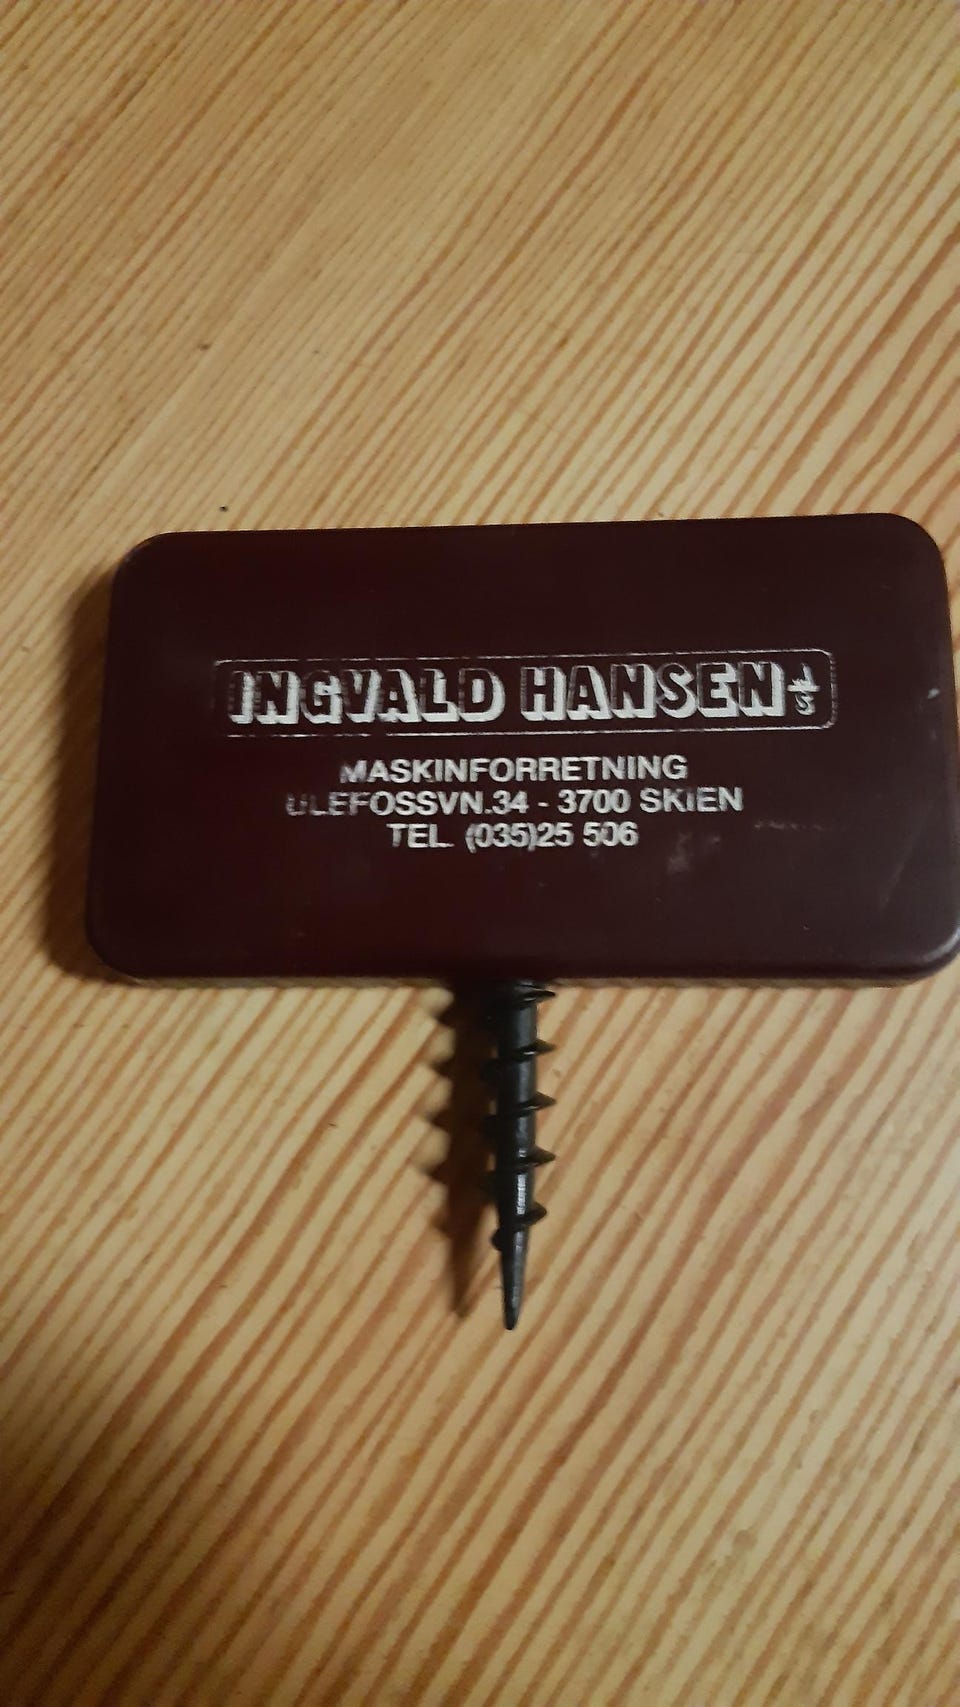 INGVALD HANSEN A/S
MASKINFORRETNING
ULEFOSSVN.34 - 3700 SKIEN
TEL. (035)25 506